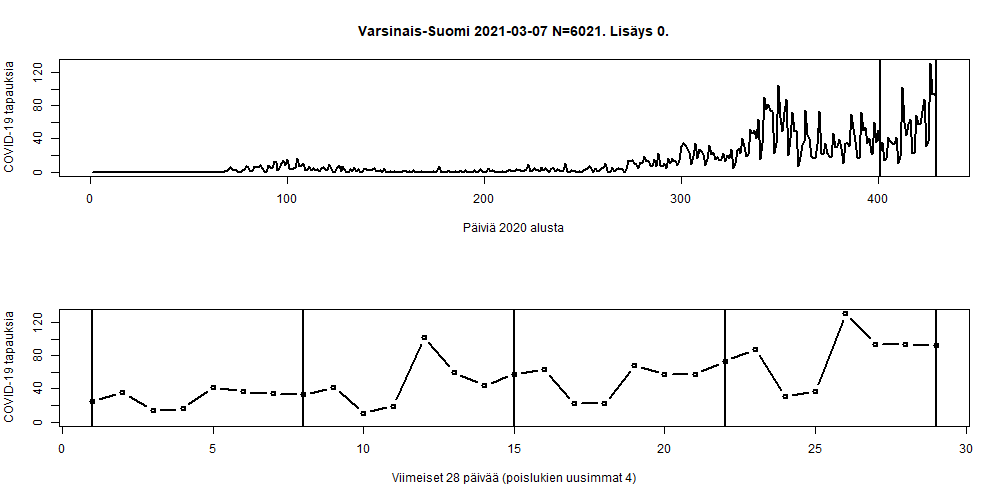 Varsinais-Suomi 2021-03-07 N=6021. Lisäys 0.
COVID-19 tapauksia
0 40 80 120
0 100 200 300 400
Päiviä 2020 alusta
COVID-19 tapauksia
0 40 80 120
0 5 10 15 20 25 30
Viimeiset 28 päivää (poislukien uusimmat 4)